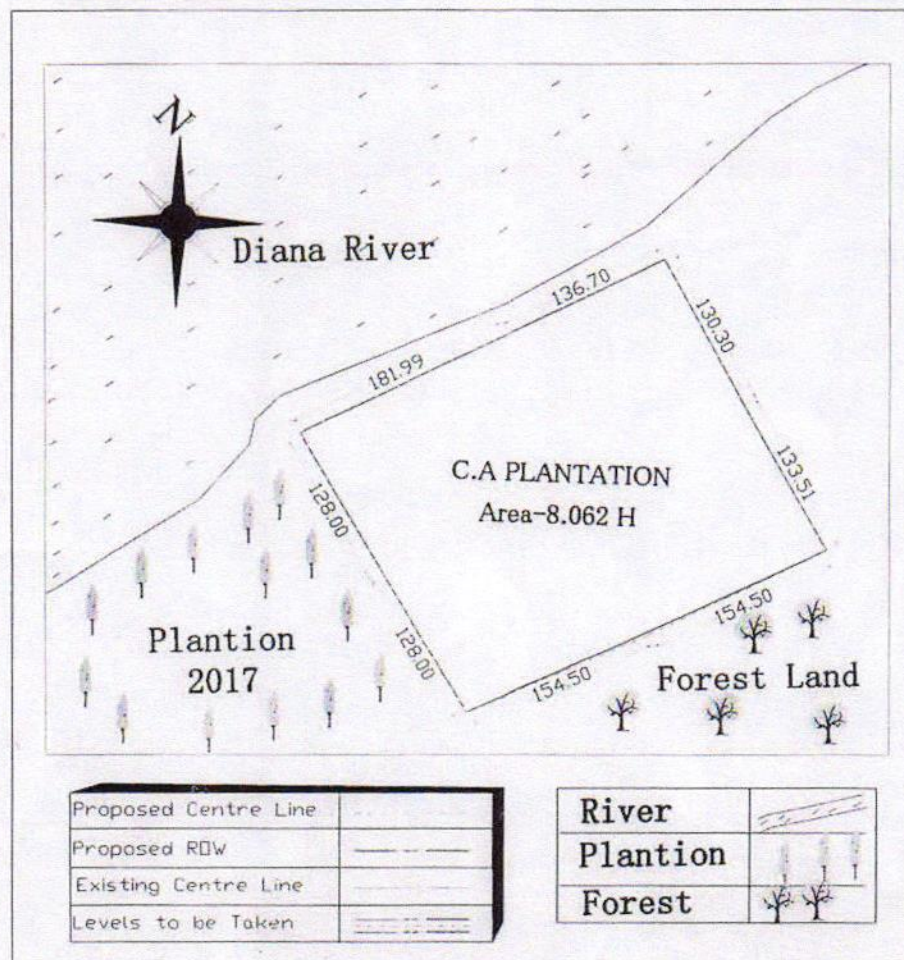 N
Diana River
136.70
181.99
130.30
C.A PLANTATION
Area-8.062 H
133.51
128.00
128.00
154.50
154.50
Plantion
2017
Forest Land
Proposed Centre Line
Proposed ROW
Existing Centre Line
Levels to be Taken
River
Plantion
Forest